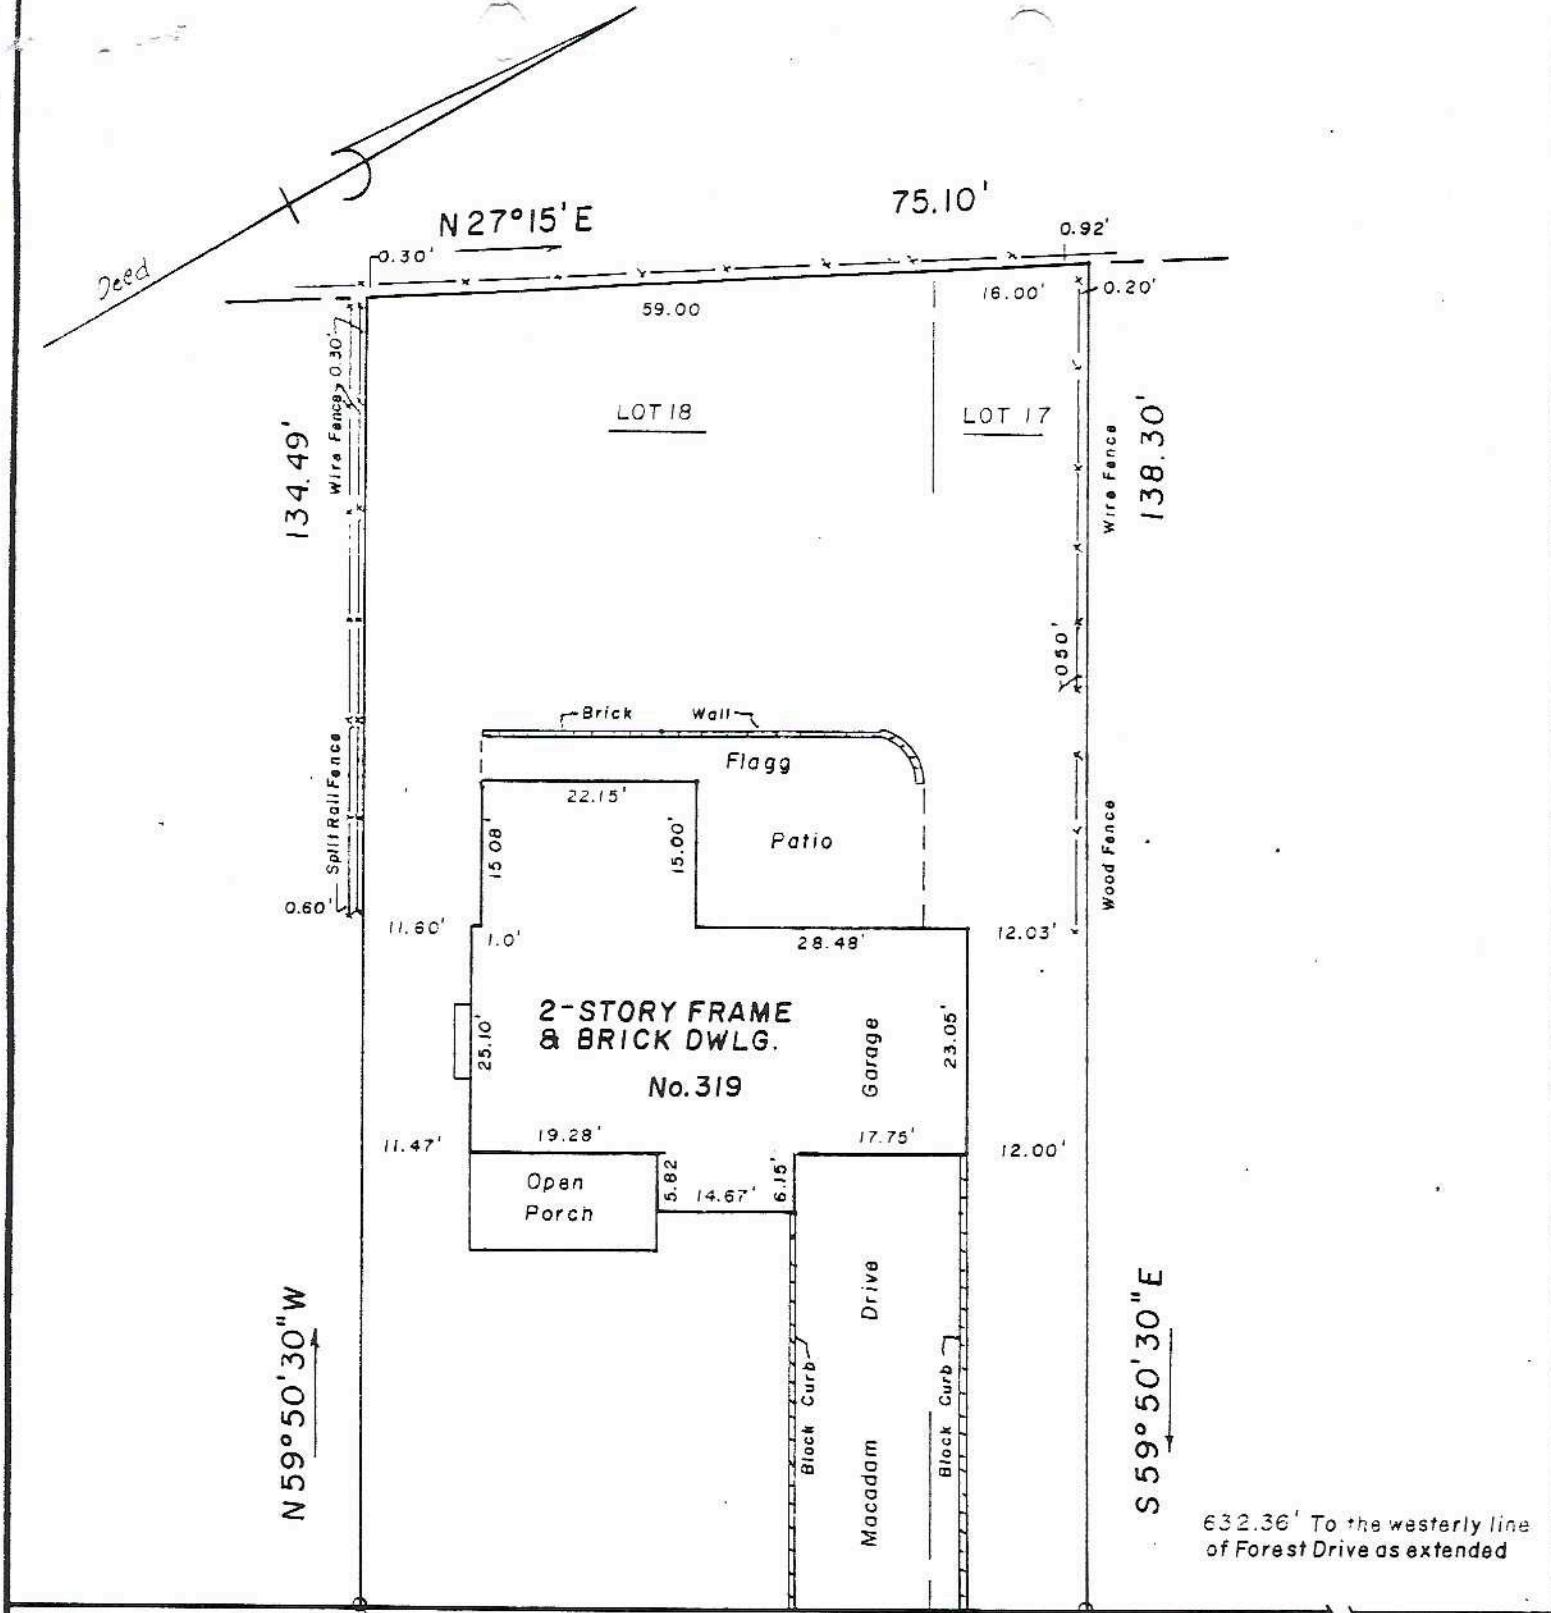 75.10'
N 27°15' E
0.92'
0.30'
Deed
59.00
16.00'
0.20'
0.30'
LOT 18
LOT 17
Wire Fence
134.49'
Wire Fence
138.30'
050'
Brick Wall
Flagg
22.15'
Split Rail Fence
15 08'
15.00'
Patio
Wood Fence
0.60'
11.60'
1.0'
28.48'
12.03'
2-STORY FRAME
& BRICK DWLG.
No. 319
25.10'
Garage
23.05'
11.47'
19.28'
17.75'
12.00'
Open
Porch
5.82
14.67'
6.15'
N 59° 50' 30" W
Block Curb
Macadam Drive
Block Curb
S 59° 50' 30" E
632.36' To the westerly line
of Forest Drive as extended